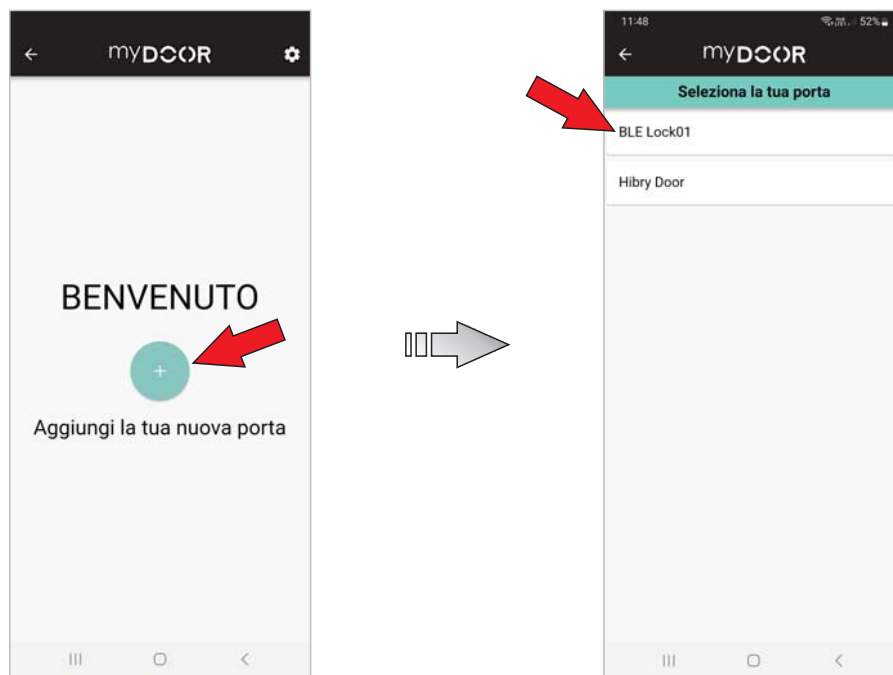 myDOOR
BENVENUTO
+
Aggiungi la tua nuova porta
11:48
52%
myDOOR
Seleziona la tua porta
BLE Lock01
Hibry Door